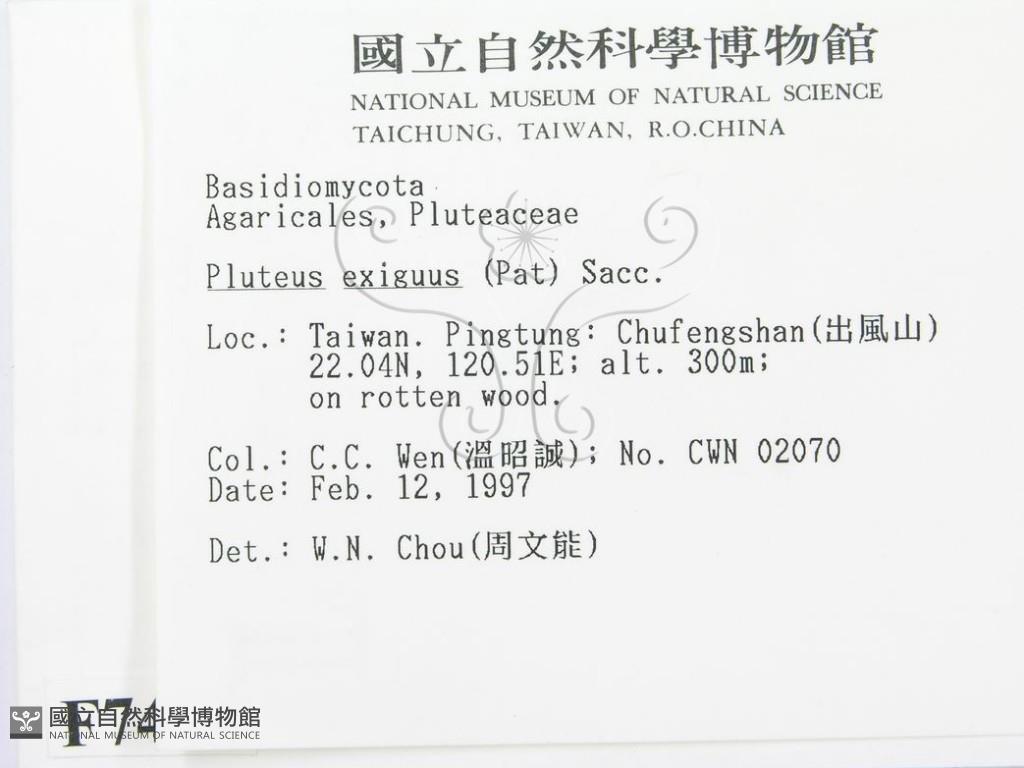 國立自然科學博物館
NATIONAL MUSEUM OF NATURAL SCIENCE
TAICHUNG, TAIWAN, R.O.CHINA
Basidiomycota
Agaricales, Pluteaceae
Pluteus exiguus (Pat) Sacc.
Loc.: Taiwan. Pingtung: Chufengshan(出風山)
22.04N, 120.51E; alt. 300m;
on rotten wood.
Col.: C.C. Wen(溫昭誠); No. CWN 02070
Date: Feb. 12, 1997
Det.: W.N. Chou(周文能)
F74
國立自然科學博物館
NATIONAL MUSEUM OF NATURAL SCIENCE